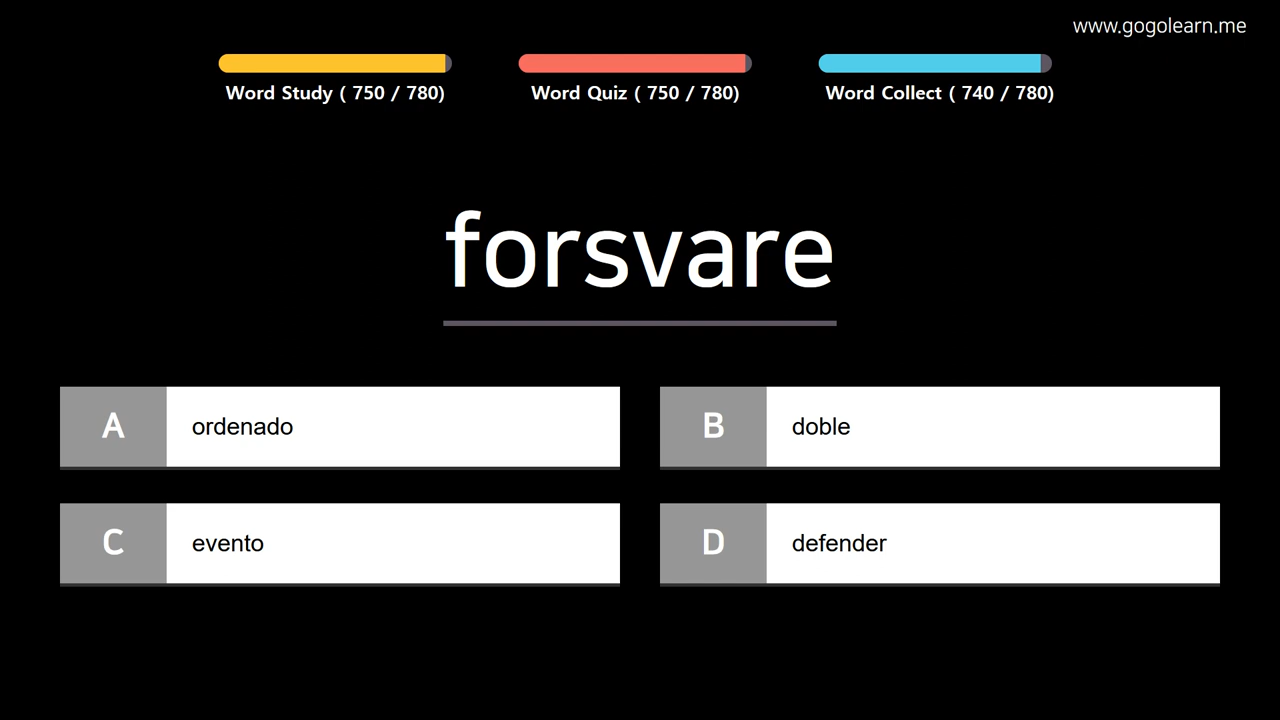 www.gogolearn.me
Word Study ( 750 / 780)
Word Quiz ( 750 / 780)
Word Collect ( 740 / 780)
forsvare
A
ordenado
B
doble
C
evento
D
defender